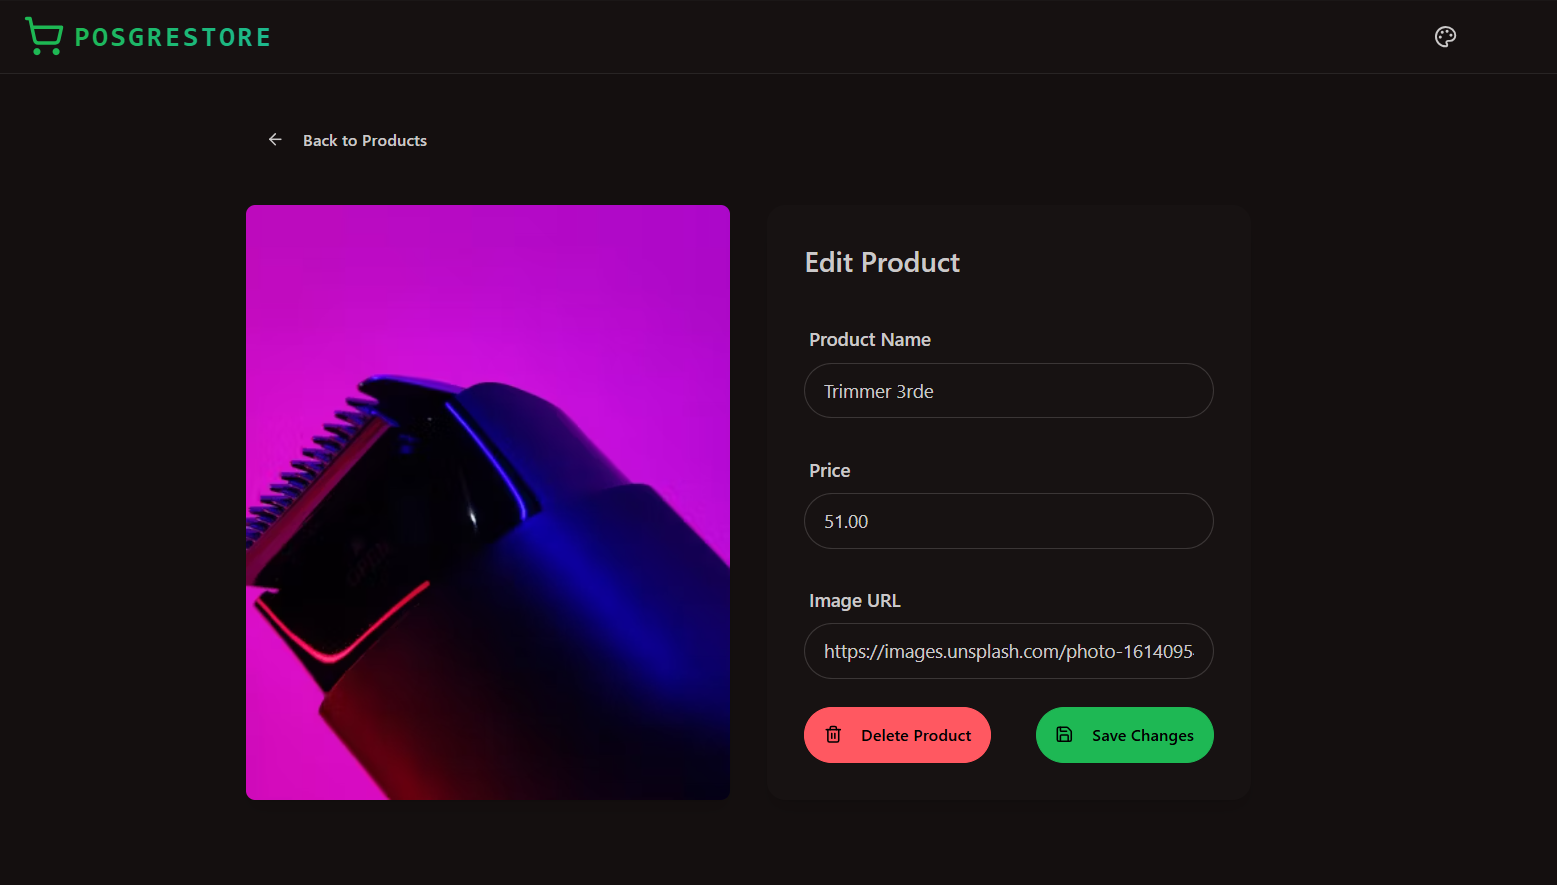 POSGRESTORE
Back to Products
Edit Product
Product Name
Trimmer 3rde
Price
51.00
Image URL
https://images.unsplash.com/photo-1614095
Delete Product
Save Changes